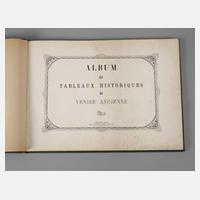 ALBUM
de
TABLEAUX HISTORIQUES
DE
VENISE ANCIENNE